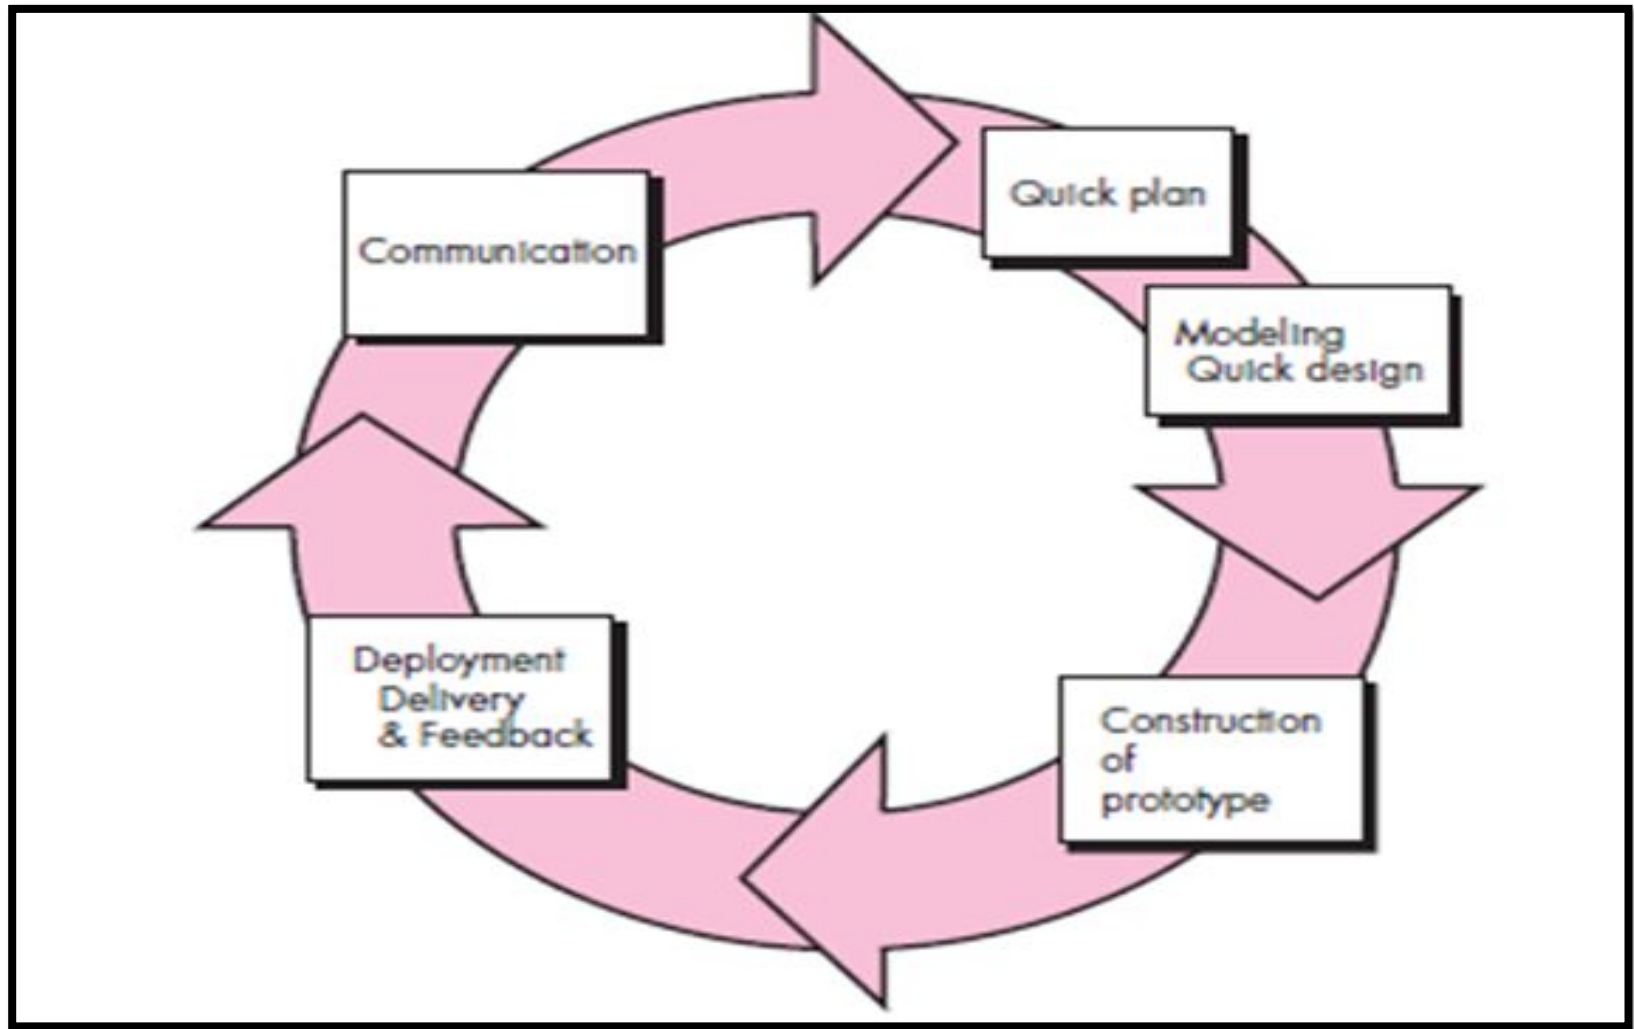 Communication
Quick plan
Modeling
Quick design
Construction
of
prototype
Deployment
Delivery
& Feedback